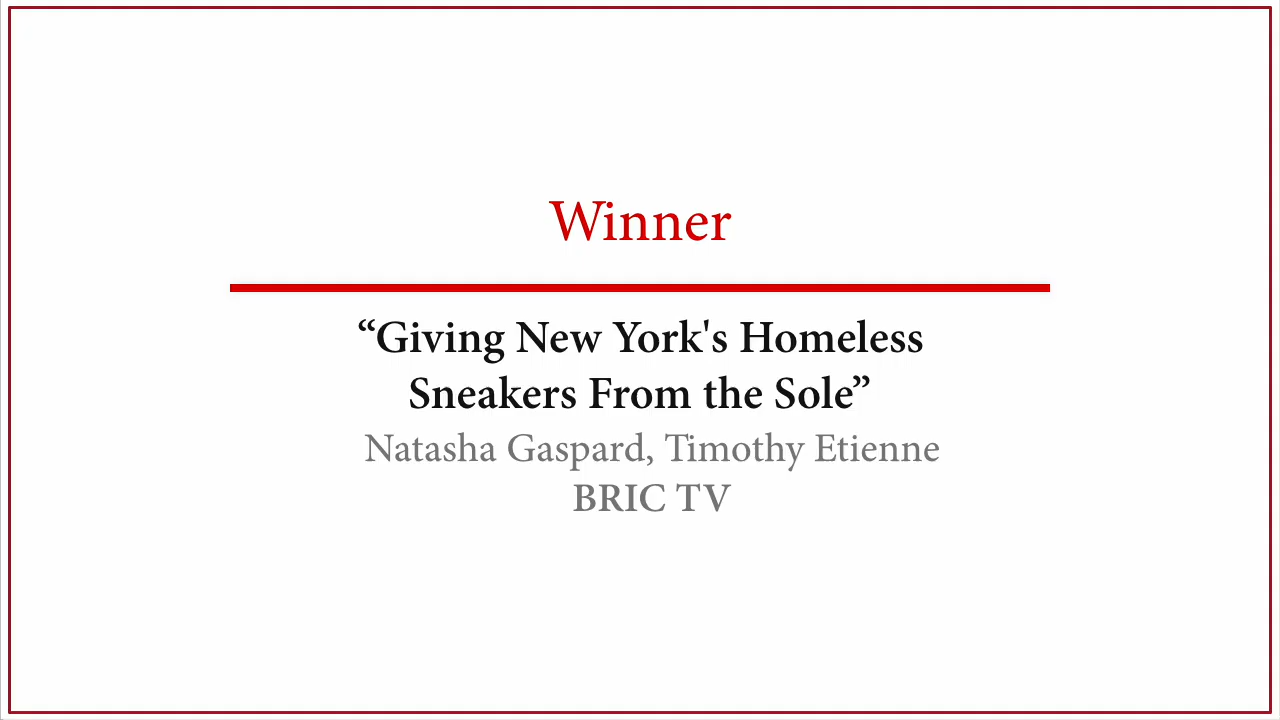 Winner
“Giving New York's Homeless
Sneakers From the Sole”
Natasha Gaspard, Timothy Etienne
BRIC TV